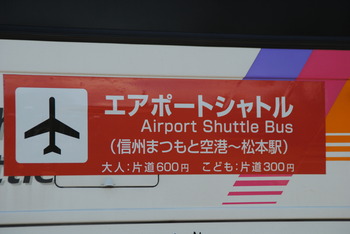 エアポートシャトル
Airport Shuttle Bus
(信州まつもと空港～松本駅)
大人:片道600円 こども:片道300円